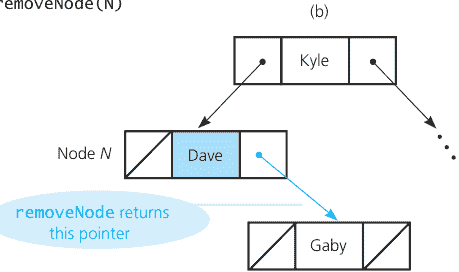 removeNode(N)
(b)
Kyle
Node N
Dave
removeNode returns
this pointer
Gaby